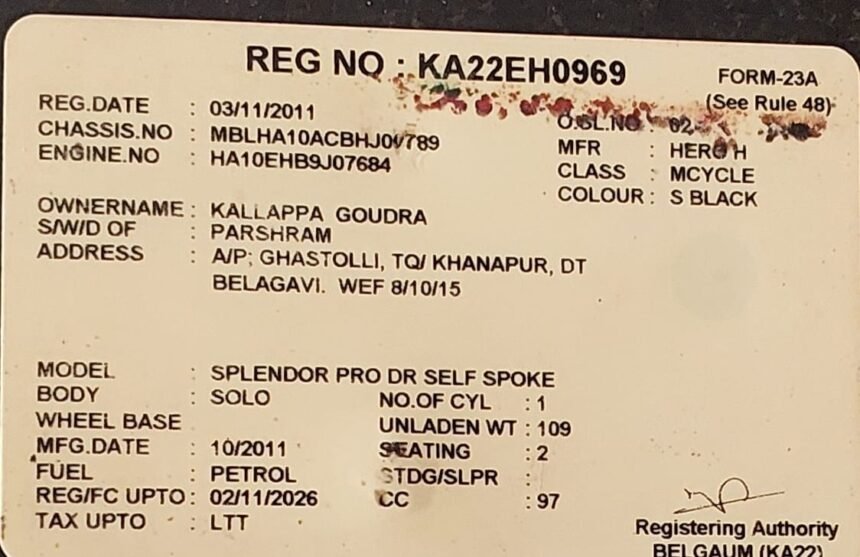 REG NO : KA22EH0969
FORM-23A
(See Rule 48)
REG.DATE : 03/11/2011
O.SL.NO : 02
CHASSIS.NO :
MFR : HERO H
ENGINE.NO : HA10EHB9J07684
CLASS : MCYCLE
COLOUR : S BLACK
OWNERNAME : KALLAPPA GOUDRA
S/W/D OF : PARSHRAM
ADDRESS : A/P; GHASTOLLI, TQ/ KHANAPUR, DT
BELAGAVI. WEF 8/10/15
MODEL : SPLENDOR PRO DR SELF SPOKE
BODY : SOLO
NO.OF CYL : 1
WHEEL BASE
UNLADEN WT : 109
MFG.DATE : 10/2011
SEATING : 2
FUEL : PETROL
STDG/SLPR :
REG/FC UPTO : 02/11/2026
CC : 97
TAX UPTO : LTT
Registering Authority
BELGAUM (KA22)